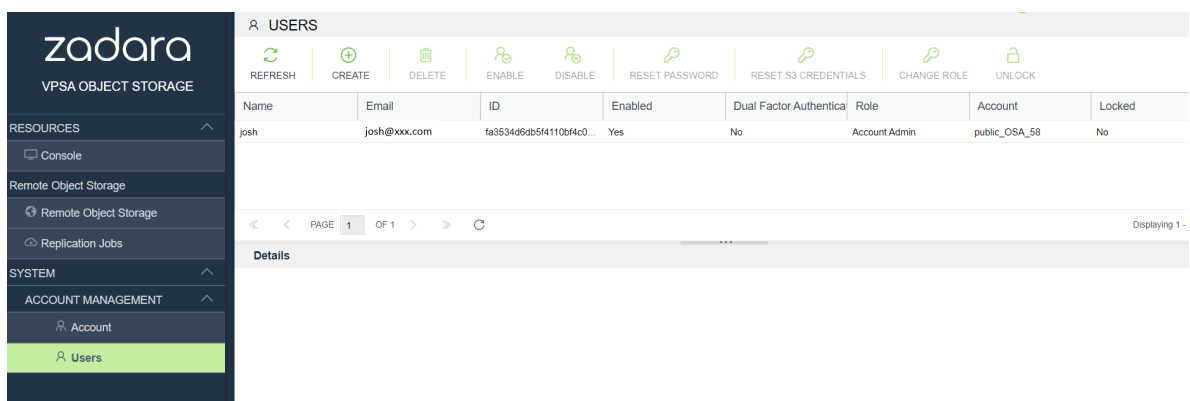 zadara
VPSA OBJECT STORAGE
RESOURCES
Console
Remote Object Storage
Remote Object Storage
Replication Jobs
SYSTEM
ACCOUNT MANAGEMENT
Account
Users
USERS
REFRESH CREATE DELETE ENABLE DISABLE RESET PASSWORD RESET S3 CREDENTIALS CHANGE ROLE UNLOCK
Name Email ID Enabled Dual Factor Authenticat Role Account Locked
josh josh@xxx.com fa3534d6db5f4110bf4c0... Yes No Account Admin public_OSA_58 No
PAGE 1 OF 1 Displaying 1 -
Details